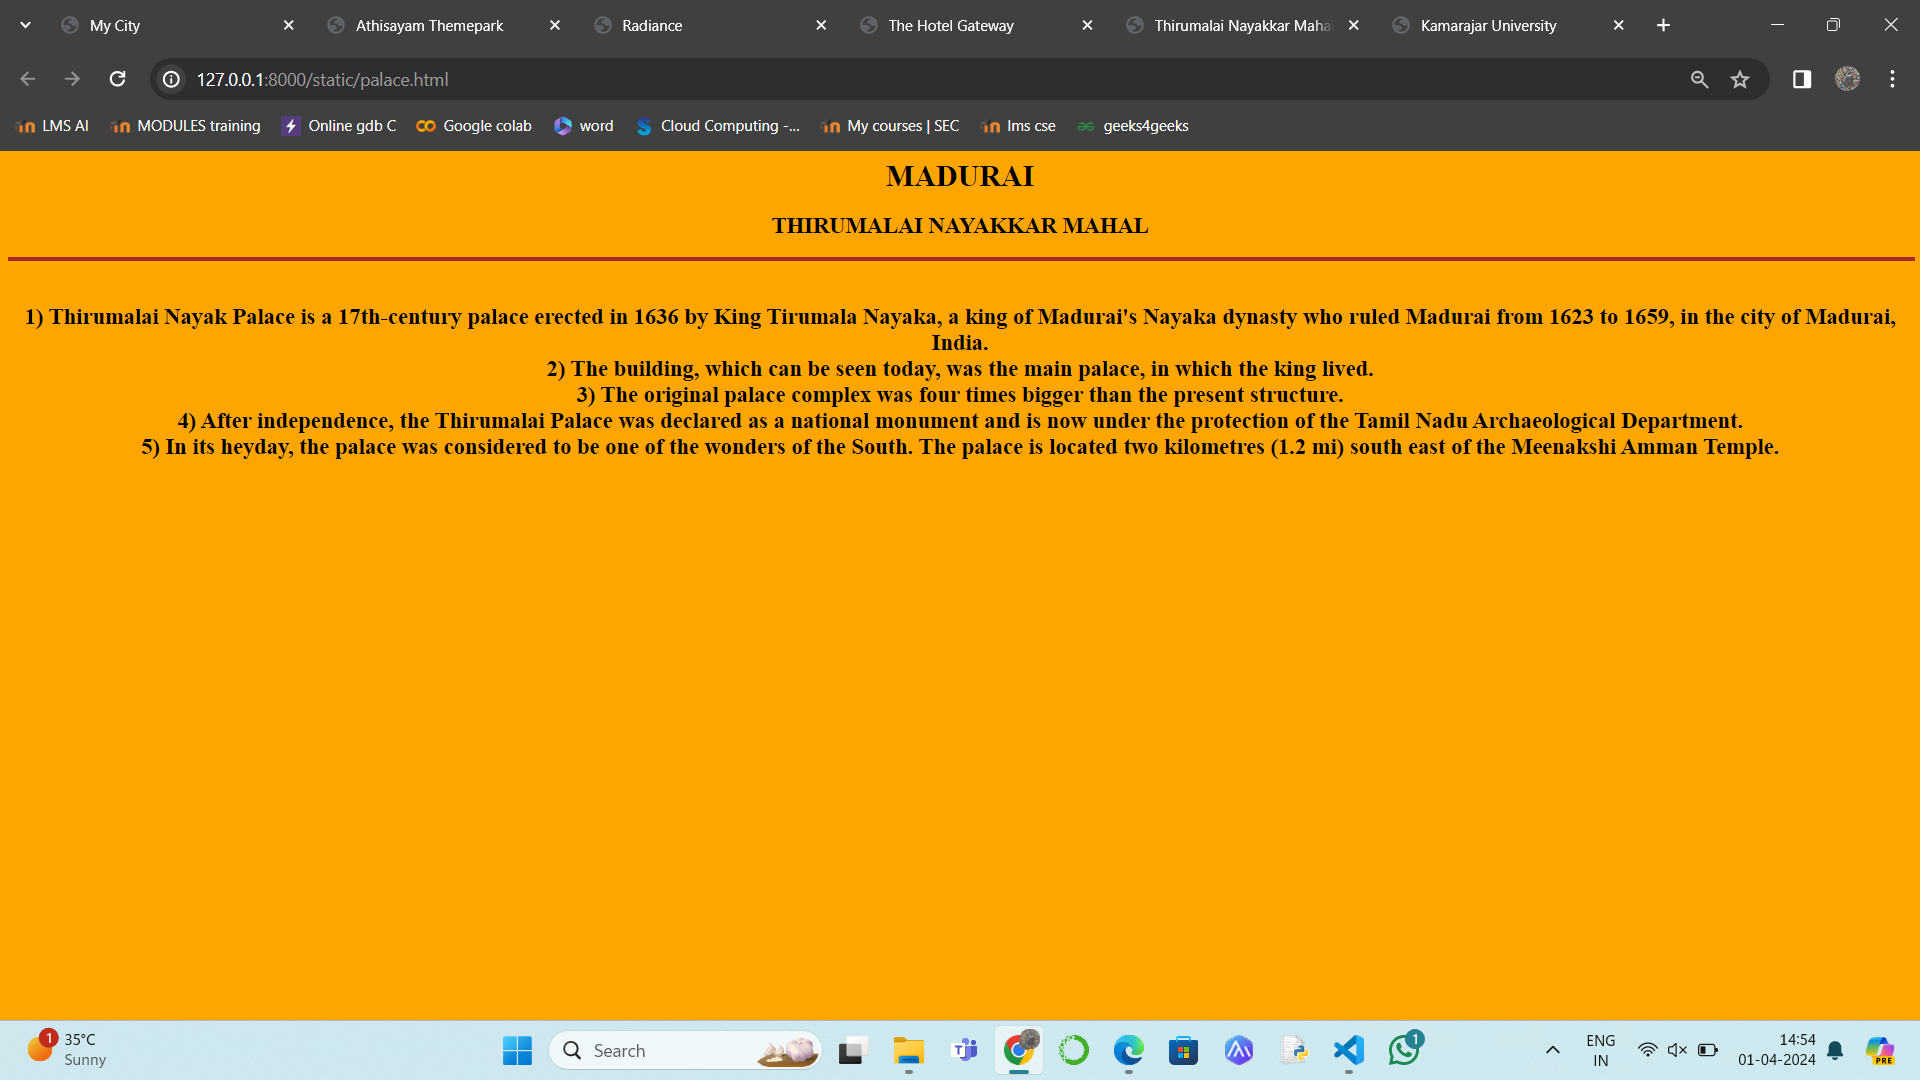 My City
Athisayam Themepark
Radiance
The Hotel Gateway
Thirumalai Nayakkar Maha
Kamarajar University
127.0.0.1:8000/static/palace.html
LMS AI
MODULES training
Online gdb C
Google colab
word
Cloud Computing -...
My courses | SEC
lms cse
geeks4geeks
MADURAI
THIRUMALAI NAYAKKAR MAHAL
1) Thirumalai Nayak Palace is a 17th-century palace erected in 1636 by King Tirumala Nayaka, a king of Madurai's Nayaka dynasty who ruled Madurai from 1623 to 1659, in the city of Madurai,
India.
2) The building, which can be seen today, was the main palace, in which the king lived.
3) The original palace complex was four times bigger than the present structure.
4) After independence, the Thirumalai Palace was declared as a national monument and is now under the protection of the Tamil Nadu Archaeological Department.
5) In its heyday, the palace was considered to be one of the wonders of the South. The palace is located two kilometres (1.2 mi) south east of the Meenakshi Amman Temple.
1
35°C
Sunny
Search
1
ENG
IN
14:54
01-04-2024
PRE